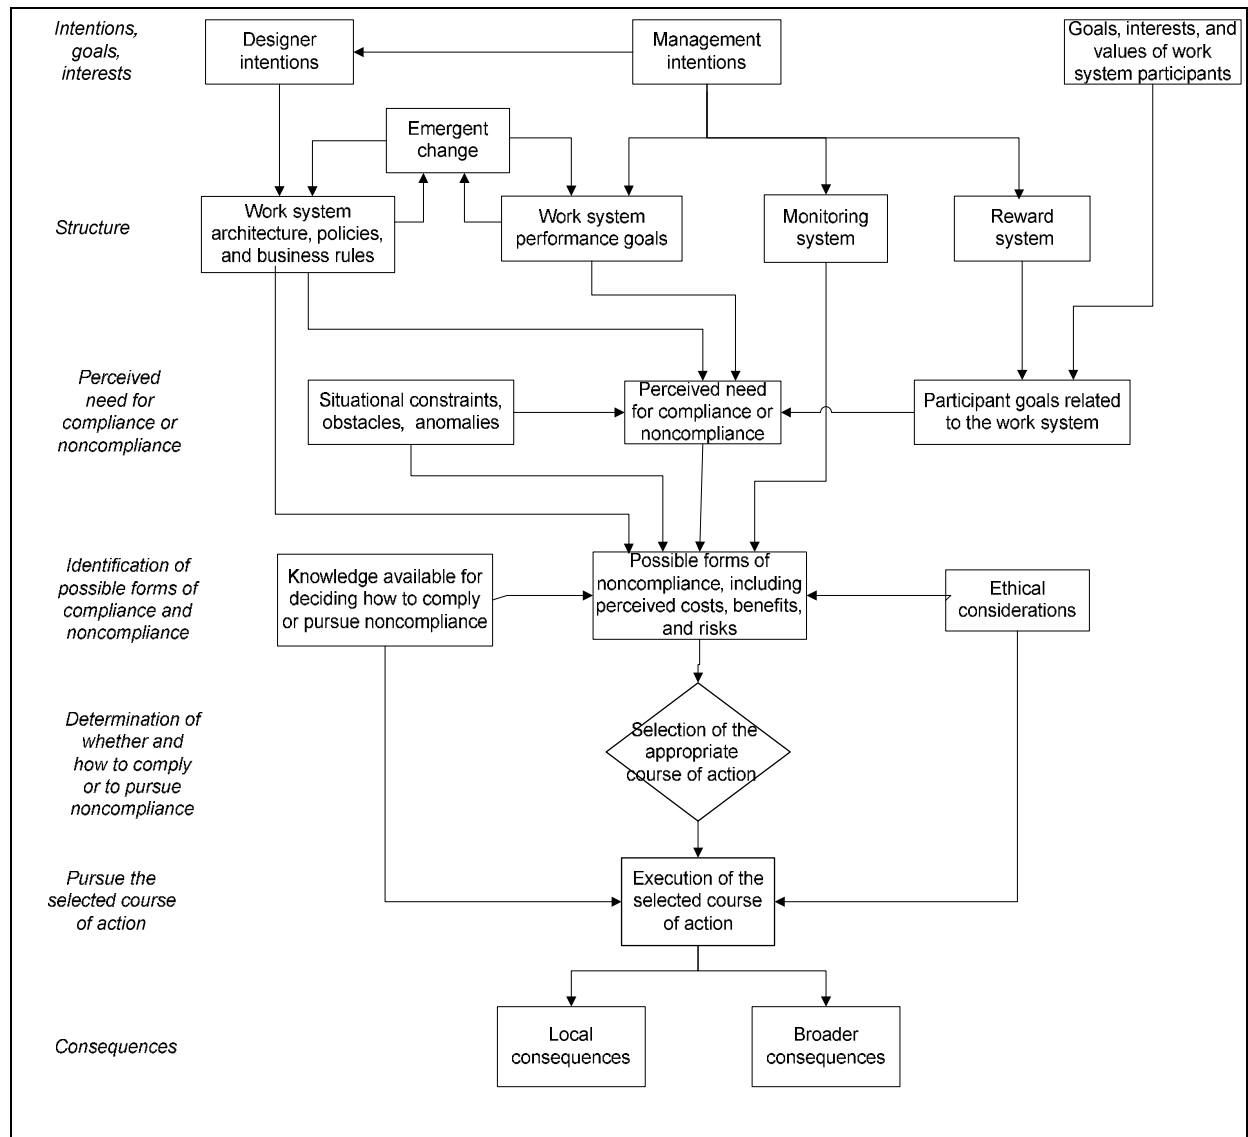 Intentions,
goals,
interests
Designer
intentions
Management
intentions
Goals, interests, and
values of work
system participants
Emergent
change
Structure
Work system
architecture, policies,
and business rules
Work system
performance goals
Monitoring
system
Reward
system
Perceived
need for
compliance or
noncompliance
Situational constraints,
obstacles, anomalies
Perceived need
for compliance or
noncompliance
Participant goals related
to the work system
Identification of
possible forms of
compliance and
noncompliance
Knowledge available for
deciding how to comply
or pursue noncompliance
Possible forms of
noncompliance, including
perceived costs, benefits,
and risks
Ethical
considerations
Determination of
whether and
how to comply
or to pursue
noncompliance
Selection of the
appropriate
course of action
Pursue the
selected course
of action
Execution of the
selected course
of action
Consequences
Local
consequences
Broader
consequences